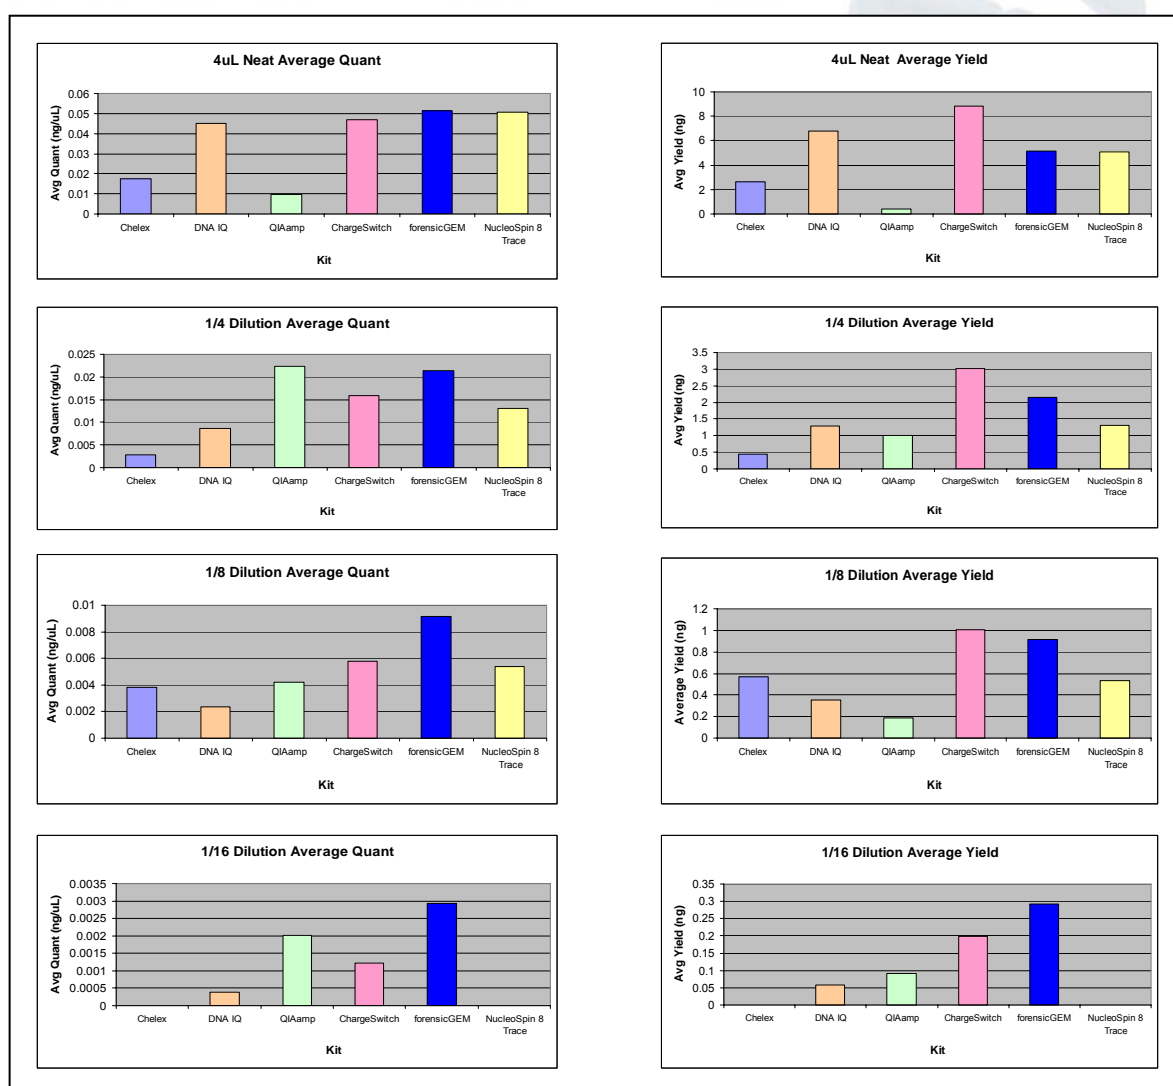 4uL Neat Average Quant
Avg Quant (ng/uL)
0.06
0.05
0.04
0.03
0.02
0.01
0
Chelex DNA IQ QIAamp ChargeSwitch forensicGEM NucleoSpin 8
Trace
Kit
4uL Neat Average Yield
Avg Yield (ng)
10
8
6
4
2
0
Chelex DNA IQ QIAamp ChargeSwitch forensicGEM NucleoSpin 8
Trace
Kit
1/4 Dilution Average Quant
Avg Quant (ng/uL)
0.025
0.02
0.015
0.01
0.005
0
Chelex DNA IQ QIAamp ChargeSwitch forensicGEM NucleoSpin 8
Trace
Kit
1/4 Dilution Average Yield
Avg Yield (ng)
3.5
3
2.5
2
1.5
1
0.5
0
Chelex DNA IQ QIAamp ChargeSwitch forensicGEM NucleoSpin 8
Trace
Kit
1/8 Dilution Average Quant
Avg Quant (ng/uL)
0.01
0.008
0.006
0.004
0.002
0
Chelex DNA IQ QIAamp ChargeSwitch forensicGEM NucleoSpin 8
Trace
Kit
1/8 Dilution Average Yield
Average Yield (ng)
1.2
1
0.8
0.6
0.4
0.2
0
Chelex DNA IQ QIAamp ChargeSwitch forensicGEM NucleoSpin 8
Trace
Kit
1/16 Dilution Average Quant
Avg Quant (ng/uL)
0.0035
0.003
0.0025
0.002
0.0015
0.001
0.0005
0
Chelex DNA IQ QIAamp ChargeSwitch forensicGEM NucleoSpin 8
Trace
Kit
1/16 Dilution Average Yield
Avg Yield (ng)
0.35
0.3
0.25
0.2
0.15
0.1
0.05
0
Chelex DNA IQ QIAamp ChargeSwitch forensicGEM NucleoSpin 8
Trace
Kit